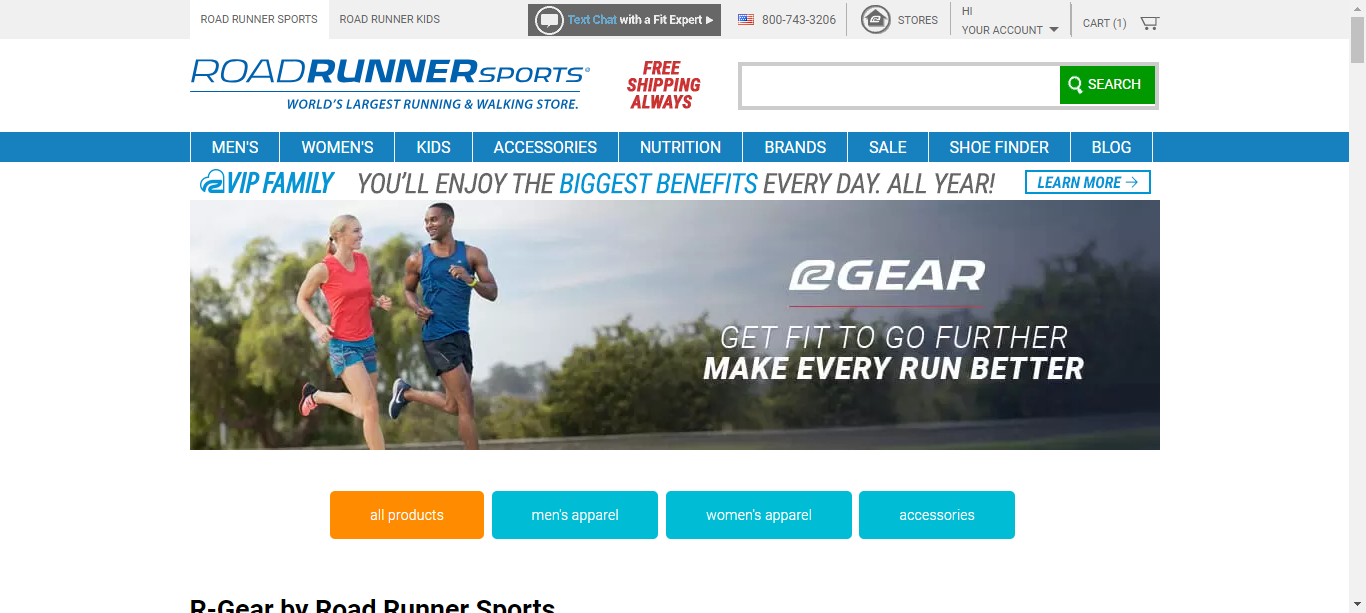 ROAD RUNNER SPORTS
ROAD RUNNER KIDS
Text Chat with a Fit Expert
800-743-3206
STORES
HI
YOUR ACCOUNT
CART (1)
ROADRUNNERSPORTS®
WORLD'S LARGEST RUNNING & WALKING STORE.
FREE
SHIPPING
ALWAYS
SEARCH
MEN'S
WOMEN'S
KIDS
ACCESSORIES
NUTRITION
BRANDS
SALE
SHOE FINDER
BLOG
VIP FAMILY
YOU'LL ENJOY THE BIGGEST BENEFITS EVERY DAY. ALL YEAR!
LEARN MORE →
R GEAR
GET FIT TO GO FURTHER
MAKE EVERY RUN BETTER
all products
men's apparel
women's apparel
accessories
R-Gear by Road Runner Sports